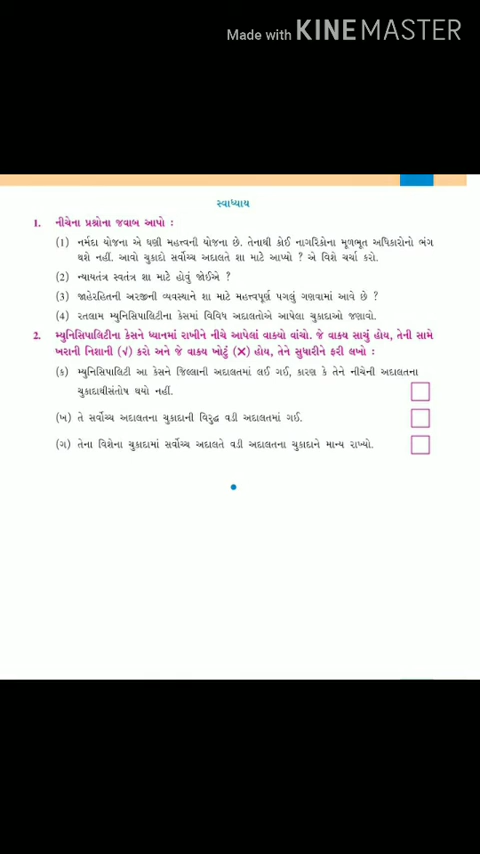 Made with KINEMASTER
સ્વાધ્યાય
1. નીચેના પ્રશ્નોના જવાબ આપો :
(1) નર્મદા યોજના એ ઘણી મહત્ત્વની યોજના છે. તેનાથી કોઈ નાગરિકોના મૂળભૂત અધિકારોનો ભંગ
થશે નહીં. આવો ચુકાદો સર્વોચ્ચ અદાલતે શા માટે આપ્યો ? એ વિશે ચર્ચા કરો.
(2) ન્યાયતંત્ર સ્વતંત્ર શા માટે હોવું જોઈએ ?
(3) જાહેરહિતની અરજીની વ્યવસ્થાને શા માટે મહત્ત્વપૂર્ણ પગલું ગણવામાં આવે છે ?
(4) રતલામ મ્યુનિસિપાલિટીના કેસમાં વિવિધ અદાલતોએ આપેલા ચુકાદાઓ જણાવો.
2. મ્યુનિસિપાલિટીના કેસને ધ્યાનમાં રાખીને નીચે આપેલાં વાક્યો વાંચો. જે વાક્ય સાચું હોય, તેની સામે
ખરાની નિશાની (√) કરો અને જે વાક્ય ખોટું (✕) હોય, તેને સુધારીને ફરી લખો :
(ક) મ્યુનિસિપાલિટી આ કેસને જિલ્લાની અદાલતમાં લઈ ગઈ, કારણ કે તેને નીચેની અદાલતના
ચુકાદાથીસંતોષ થયો નહીં.
(ખ) તે સર્વોચ્ચ અદાલતના ચુકાદાની વિરુદ્ધ વડી અદાલતમાં ગઈ.
(ગ) તેના વિશેના ચુકાદામાં સર્વોચ્ચ અદાલતે વડી અદાલતના ચુકાદાને માન્ય રાખ્યો.